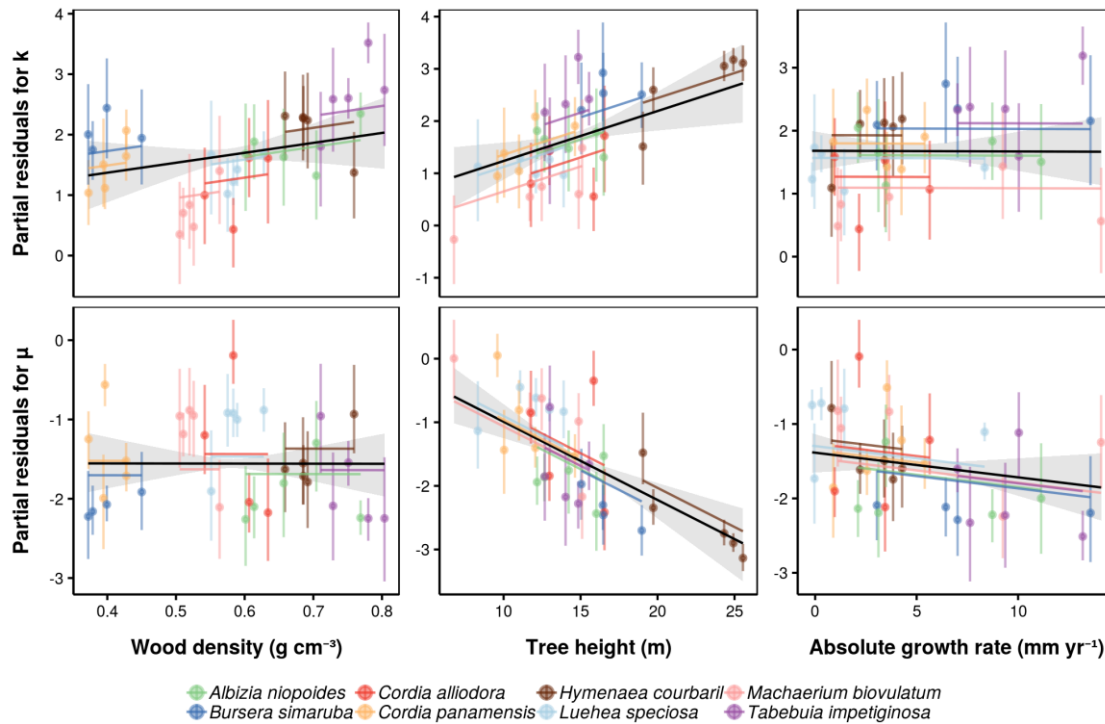 Partial residuals for k
4
3
2
1
0
4
3
2
1
0
-1
3
2
1
0
Partial residuals for μ
0
-1
-2
-3
0
-1
-2
-3
0
-1
-2
-3
0.4 0.5 0.6 0.7 0.8
10 15 20 25
0 5 10
Wood density (g cm⁻³)
Tree height (m)
Absolute growth rate (mm yr⁻¹)
Albizia niopoides Cordia alliodora Hymenaea courbaril Machaerium biovulatum
Bursera simaruba Cordia panamensis Luehea speciosa Tabebuia impetiginosa